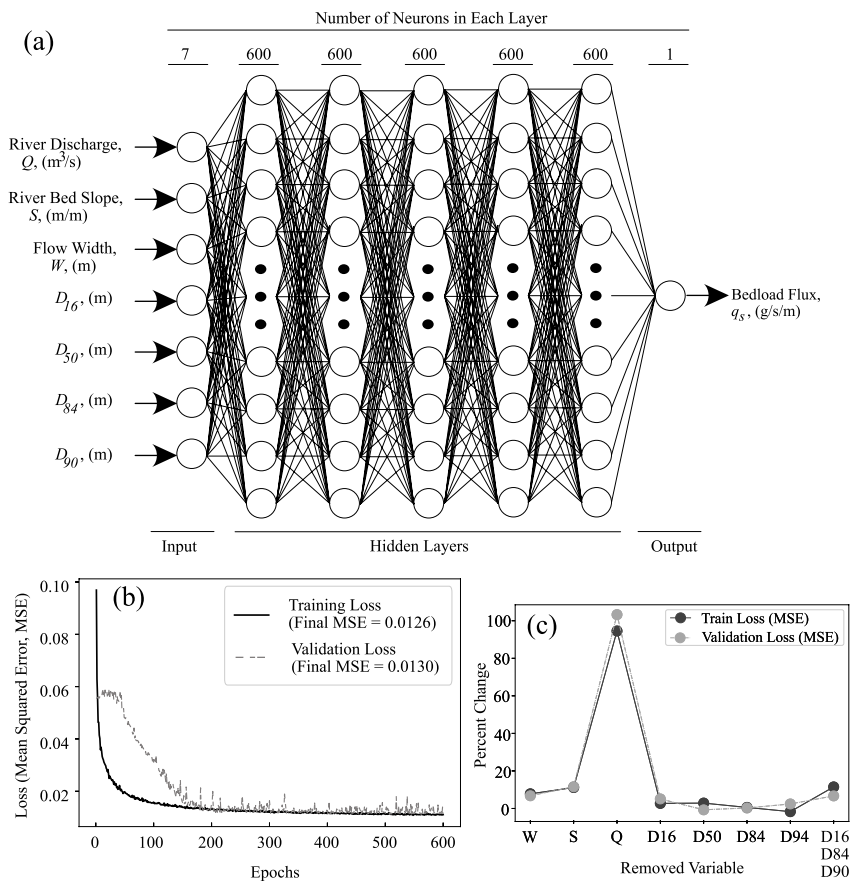 (a)
Number of Neurons in Each Layer
7 600 600 600 600 600 1
River Discharge,
Q, (m³/s)
River Bed Slope,
S, (m/m)
Flow Width,
W, (m)
D16, (m)
D50, (m)
D84, (m)
D90, (m)
Bedload Flux,
qs, (g/s/m)
Input Hidden Layers Output
(b)
Loss (Mean Squared Error, MSE)
0.10
0.08
0.06
0.04
0.02
Training Loss
(Final MSE = 0.0126)
Validation Loss
(Final MSE = 0.0130)
0 100 200 300 400 500 600
Epochs
(c)
Train Loss (MSE)
Validation Loss (MSE)
Percent Change
100
80
60
40
20
0
W S Q D16 D50 D84 D94 D16
D84
D90
Removed Variable